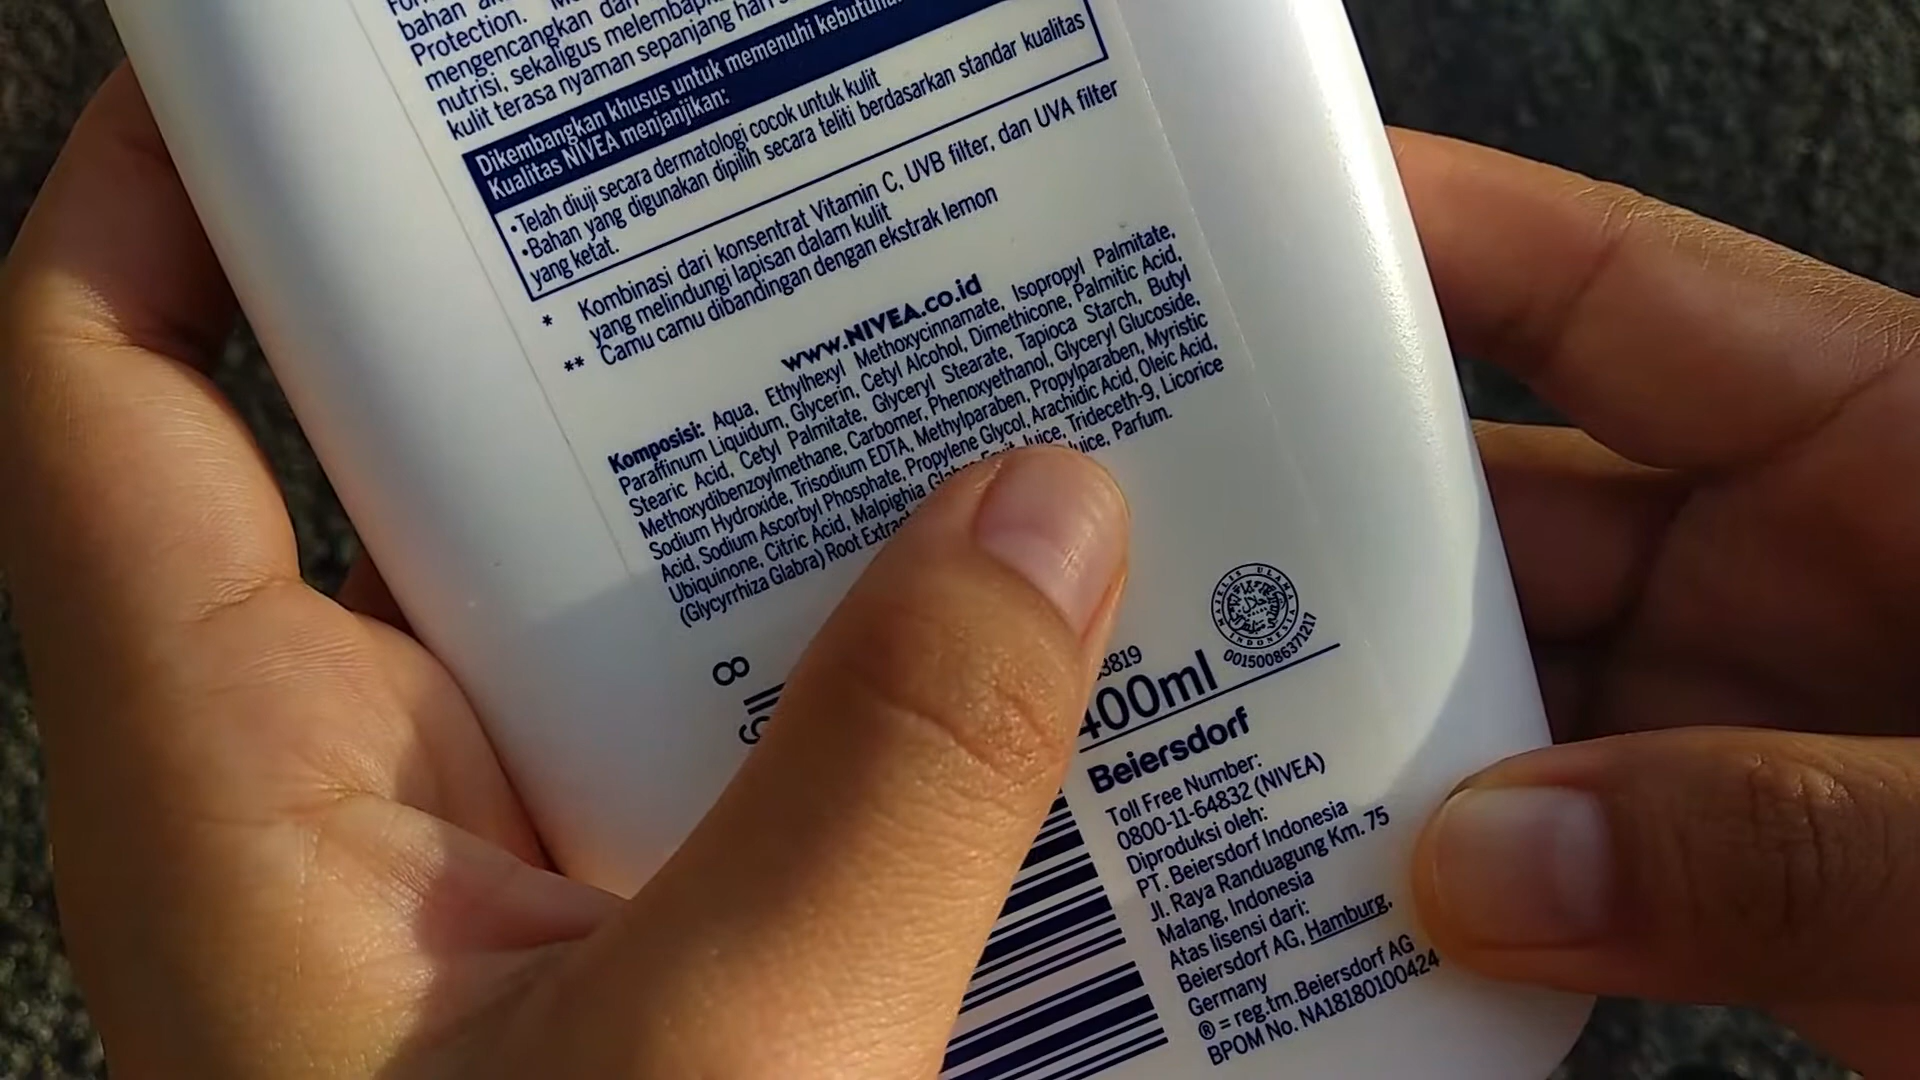 bahan
Protection.
mengencangkan dan
nutrisi, sekaligus melembapkan
kulit terasa nyaman sepanjang hari
Dikembangkan khusus untuk memenuhi
Kualitas NIVEA menjanjikan:
•Telah diuji secara dermatologi cocok untuk kulit
•Bahan yang digunakan dipilih secara teliti berdasarkan standar kualitas
yang ketat.
* Kombinasi dari konsentrat Vitamin C, UVB filter, dan UVA filter
yang melindungi lapisan dalam kulit
** Camu camu dibandingan dengan ekstrak lemon
www.NIVEA.co.id
Komposisi: Aqua, Ethylhexyl Methoxycinnamate, Isopropyl Palmitate,
Paraffinum Liquidum, Glycerin, Cetyl Alcohol, Dimethicone, Palmitic Acid,
Stearic Acid, Cetyl Palmitate, Glyceryl Stearate, Tapioca Starch, Butyl
Methoxydibenzoylmethane, Carbomer, Phenoxyethanol, Glyceryl Glucoside,
Sodium Hydroxide, Trisodium EDTA, Methylparaben, Propylparaben, Myristic
Acid, Sodium Ascorbyl Phosphate, Propylene Glycol, Arachidic Acid, Oleic Acid,
Ubiquinone, Citric Acid, Malpighia Juice, Trideceth-9, Licorice
(Glycyrrhiza Glabra) Root Juice, Parfum.
8
MAJELIS ULAMA INDONESIA
حلال
00150086371217
3819
400ml
Beiersdorf
Toll Free Number:
0800-11-64832 (NIVEA)
Diproduksi oleh:
PT. Beiersdorf Indonesia
Jl. Raya Randuagung Km. 75
Malang, Indonesia
Atas lisensi dari:
Beiersdorf AG, Hamburg,
Germany
® = reg.tm.Beiersdorf AG
BPOM No. NA18180100424